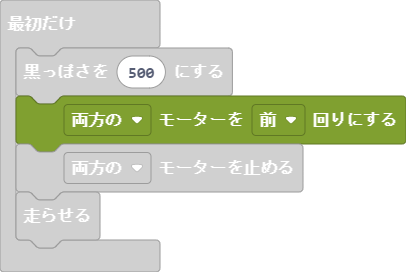 最初だけ
黒っぽさを 500 にする
両方の モーターを 前 回りにする
両方の モーターを止める
走らせる